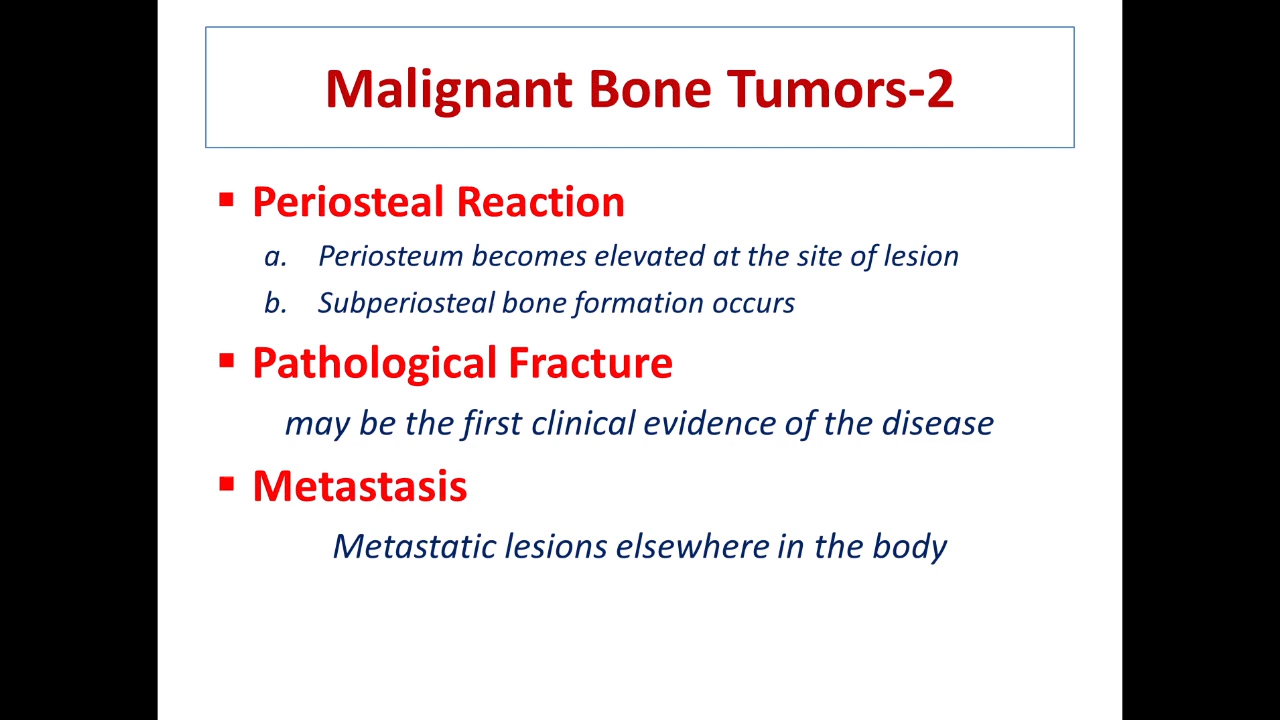 Malignant Bone Tumors-2
▪ Periosteal Reaction
a. Periosteum becomes elevated at the site of lesion
b. Subperiosteal bone formation occurs
▪ Pathological Fracture
may be the first clinical evidence of the disease
▪ Metastasis
Metastatic lesions elsewhere in the body